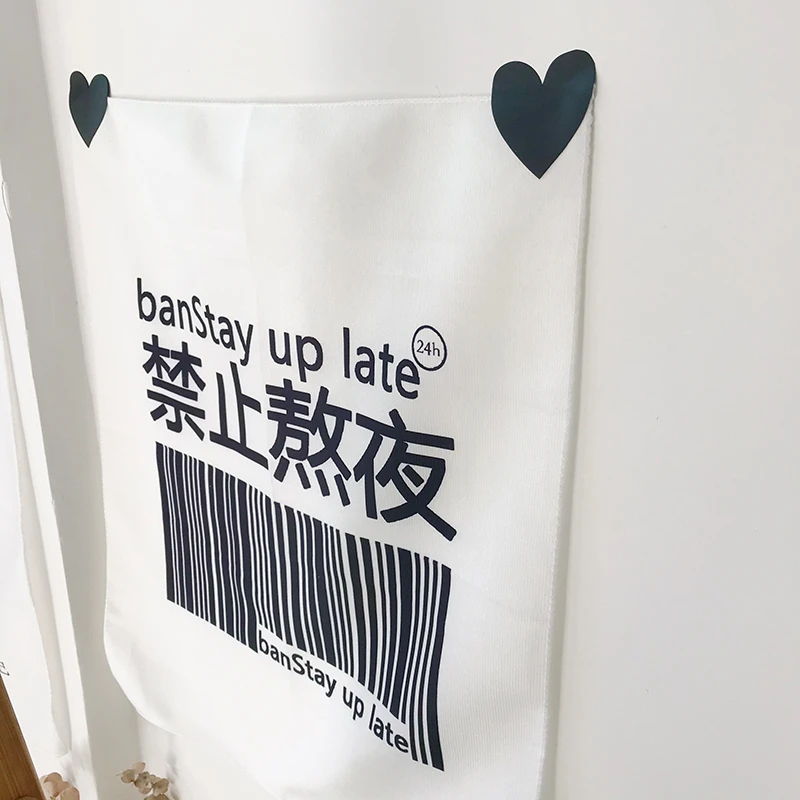 banStay up late
24h
禁止熬夜
banStay up late